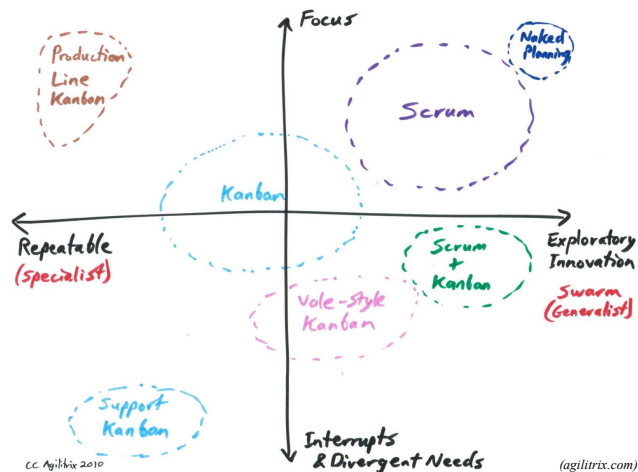 Focus
Production
Line
Kanban
Naked
Planning
Scrum
Kanban
Repeatable
(Specialist)
Scrum
+
Kanban
Exploratory
Innovation
Swarm
(Generalist)
Vale-Style
Kanban
Support
Kanban
Interrupts
& Divergent Needs
CC Agilitrix 2010
(agilitrix.com)